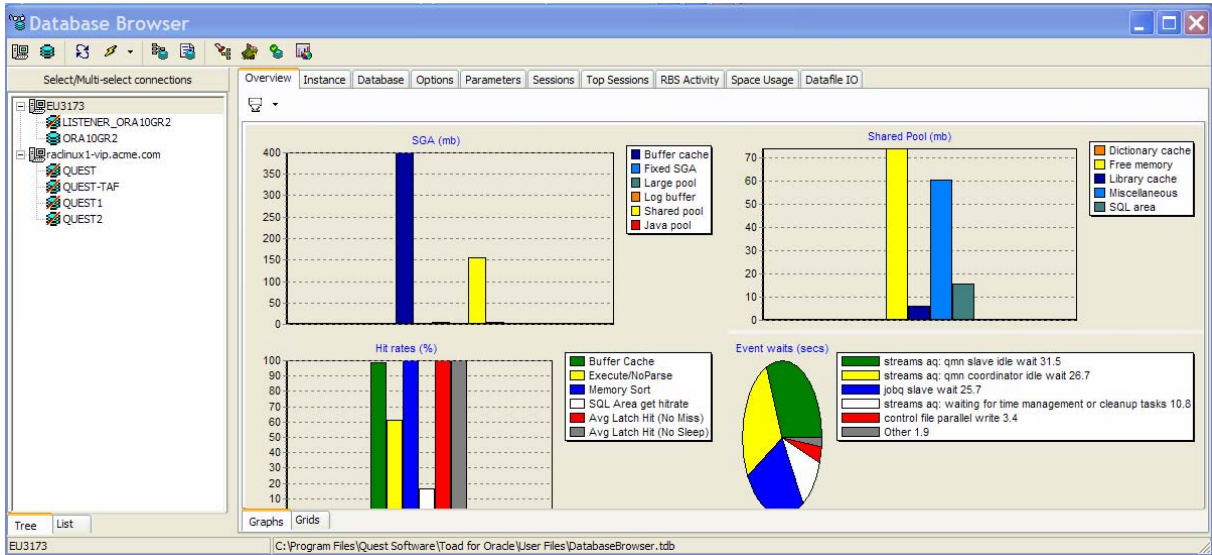 Database Browser
Select/Multi-select connections
EU3173
LISTENER_ORA10GR2
ORA10GR2
raclinux1-vip.acme.com
QUEST
QUEST-TAF
QUEST1
QUEST2
Tree List
Overview Instance Database Options Parameters Sessions Top Sessions RBS Activity Space Usage Datafile IO
SGA (mb)
400
350
300
250
200
150
100
50
0
Buffer cache
Fixed SGA
Large pool
Log buffer
Shared pool
Java pool
Shared Pool (mb)
70
60
50
40
30
20
10
0
Dictionary cache
Free memory
Library cache
Miscellaneous
SQL area
Hit rates (%)
100
90
80
70
60
50
40
30
20
10
Buffer Cache
Execute/NoParse
Memory Sort
SQL Area get hitrate
Avg Latch Hit (No Miss)
Avg Latch Hit (No Sleep)
Event waits (secs)
streams aq: qmn slave idle wait 31.5
streams aq: qmn coordinator idle wait 26.7
jobq slave wait 25.7
streams aq: waiting for time management or cleanup tasks 10.8
control file parallel write 3.4
Other 1.9
Graphs Grids
EU3173 C:\Program Files\Quest Software\Toad for Oracle\User Files\DatabaseBrowser.tdb